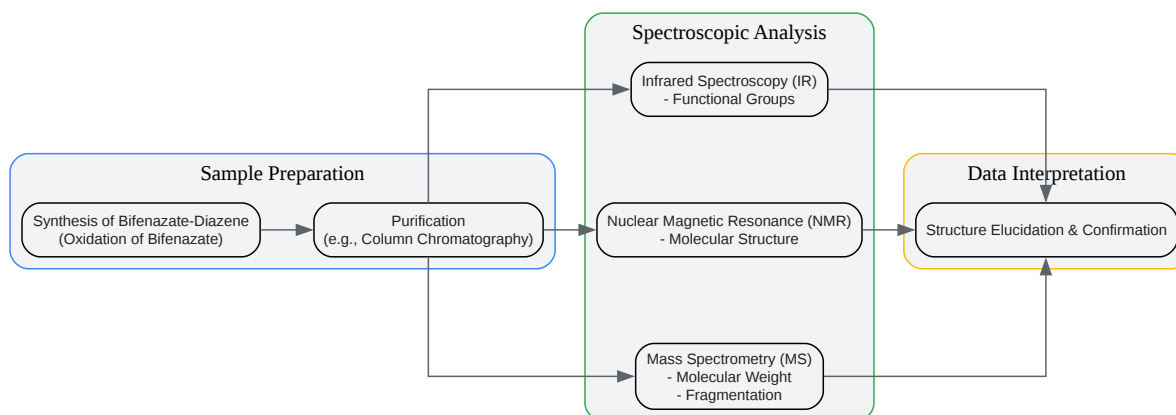 Sample Preparation
Synthesis of Bifenazate-Diazene
(Oxidation of Bifenazate)
Purification
(e.g., Column Chromatography)
Spectroscopic Analysis
Infrared Spectroscopy (IR)
- Functional Groups
Nuclear Magnetic Resonance (NMR)
- Molecular Structure
Mass Spectrometry (MS)
- Molecular Weight
- Fragmentation
Data Interpretation
Structure Elucidation & Confirmation